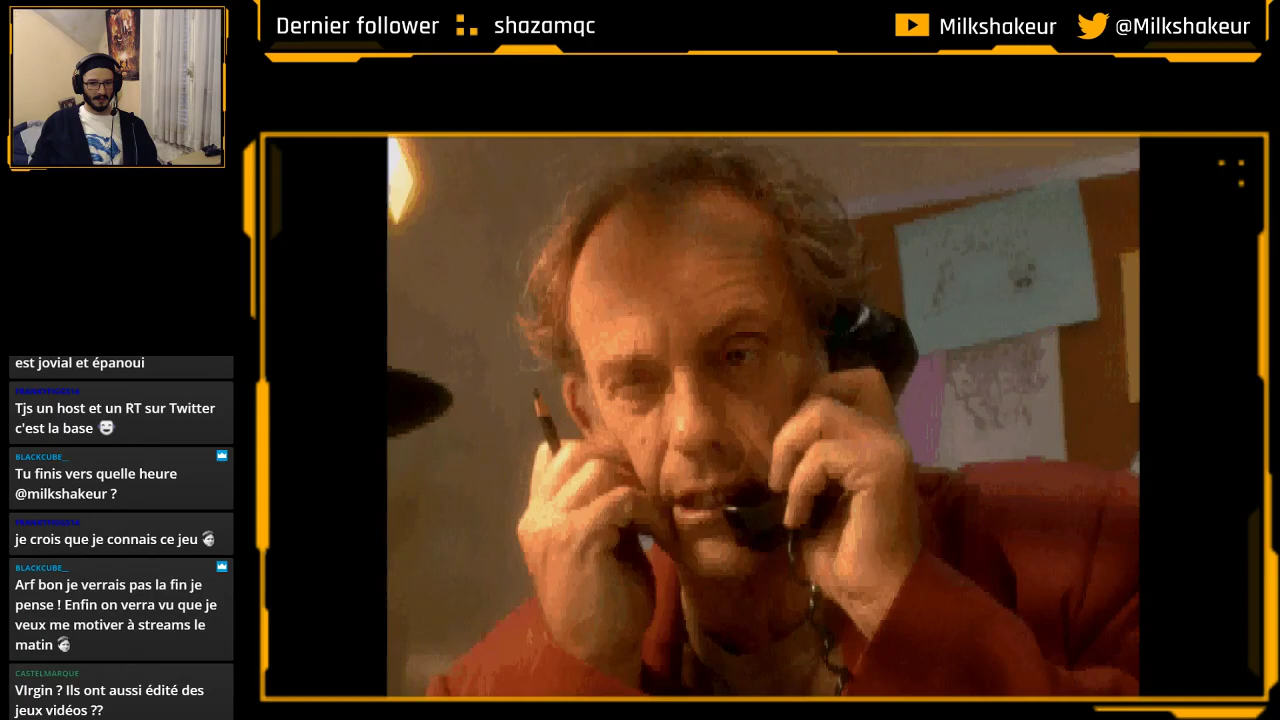 Dernier follower
shazamqc
Milkshakeur
@Milkshakeur
est jovial et épanoui
Tjs un host et un RT sur Twitter
c'est la base
BLACKCUBE_
Tu finis vers quelle heure
@milkshakeur ?
je crois que je connais ce jeu
BLACKCUBE_
Arf bon je verrais pas la fin je
pense ! Enfin on verra vu que je
veux me motiver à streams le
matin
CASTELMARQUE
VIrgin ? Ils ont aussi édité des
jeux vidéos ??